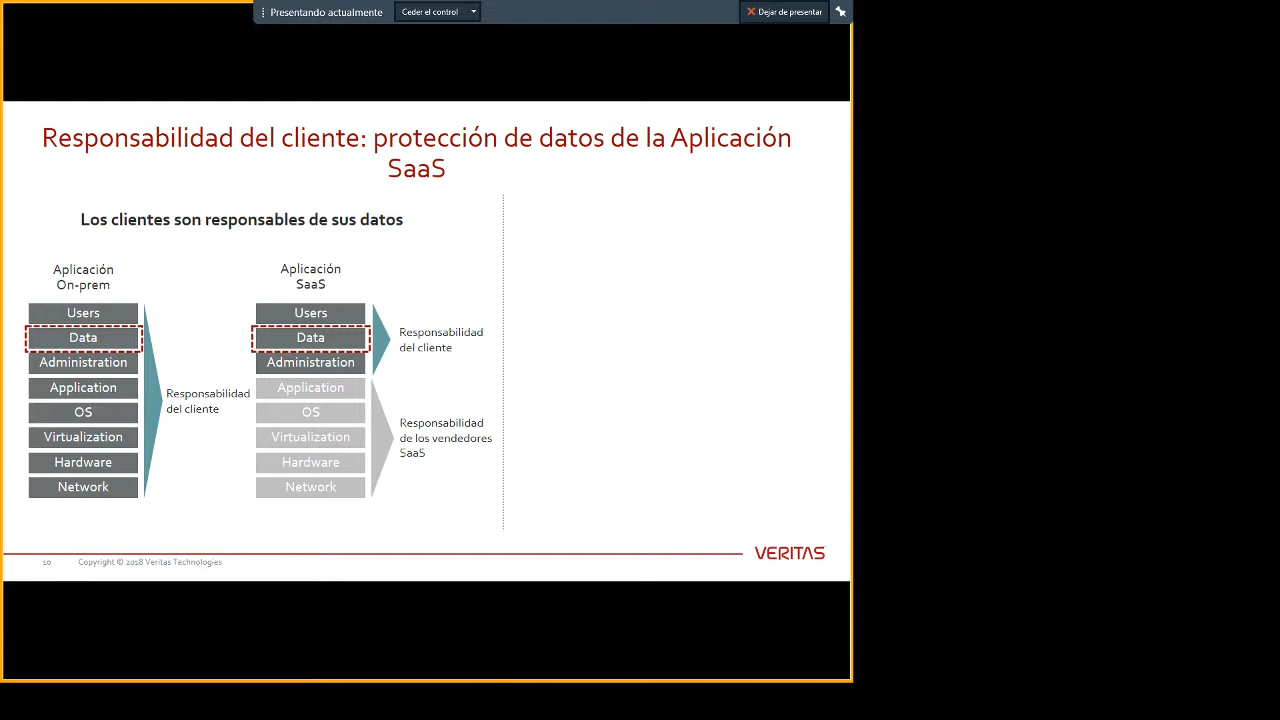 Presentando actualmente
Ceder el control
Dejar de presentar
Responsabilidad del cliente: protección de datos de la Aplicación
SaaS
Los clientes son responsables de sus datos
Aplicación
On-prem
Users
Data
Administration
Application
OS
Virtualization
Hardware
Network
Responsabilidad
del cliente
Aplicación
SaaS
Users
Data
Administration
Application
OS
Virtualization
Hardware
Network
Responsabilidad
del cliente
Responsabilidad
de los vendedores
SaaS
10 Copyright © 2018 Veritas Technologies
VERITAS